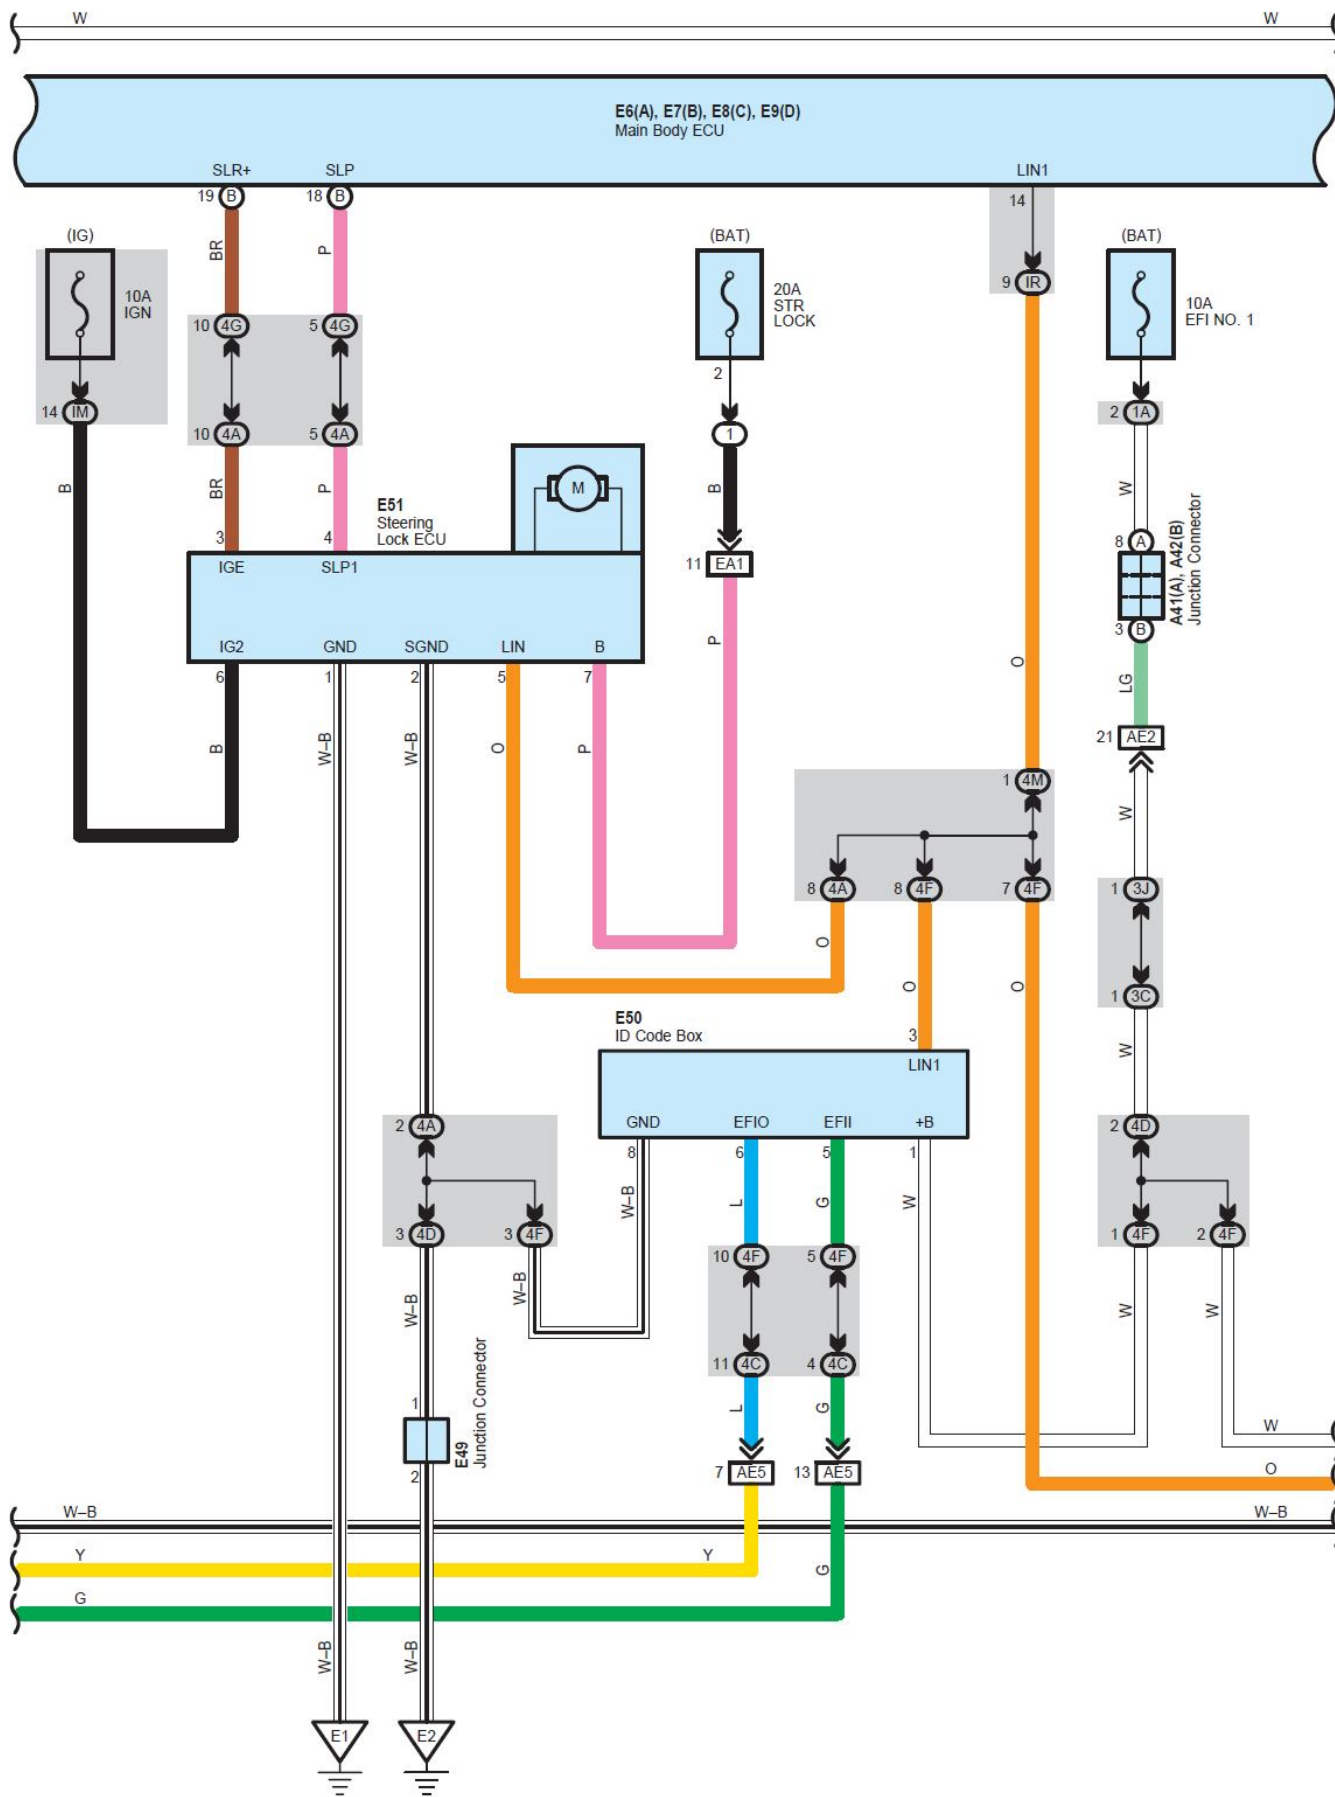 W W
E6(A), E7(B), E8(C), E9(D)
Main Body ECU
SLR+ SLP LIN1
19 B 18 B 14
(IG) (BAT) (BAT)
BR P
10A
IGN
20A
STR
LOCK
9 IR
10A
EFI NO. 1
10 4G 5 4G
2
14 IM 10 4A 5 4A 1 2 1A
B BR P M B W
E51
Steering
Lock ECU
3 4
8 A
A41(A), A42(B)
Junction Connector
IGE SLP1
11 EA1
3 B
IG2 GND SGND LIN B
6 1 2 5 7
P O LG
B W–B W–B O P
21 AE2
1 4M
W
8 4A 8 4F 7 4F 1 3J
O O O
1 3C
E50
ID Code Box
3
LIN1
W
GND EFIO EFII +B
2 4A 2 4D
8 6 5 1
W–B L G W
3 4D 3 4F 1 4F 2 4F
10 4F 5 4F
W–B W–B W W
11 4C 4 4C
1
E49
Junction Connector
2
L G
W
7 AE5 13 AE5
O
W–B W–B
Y Y
G G
W–B W–B
E1 E2